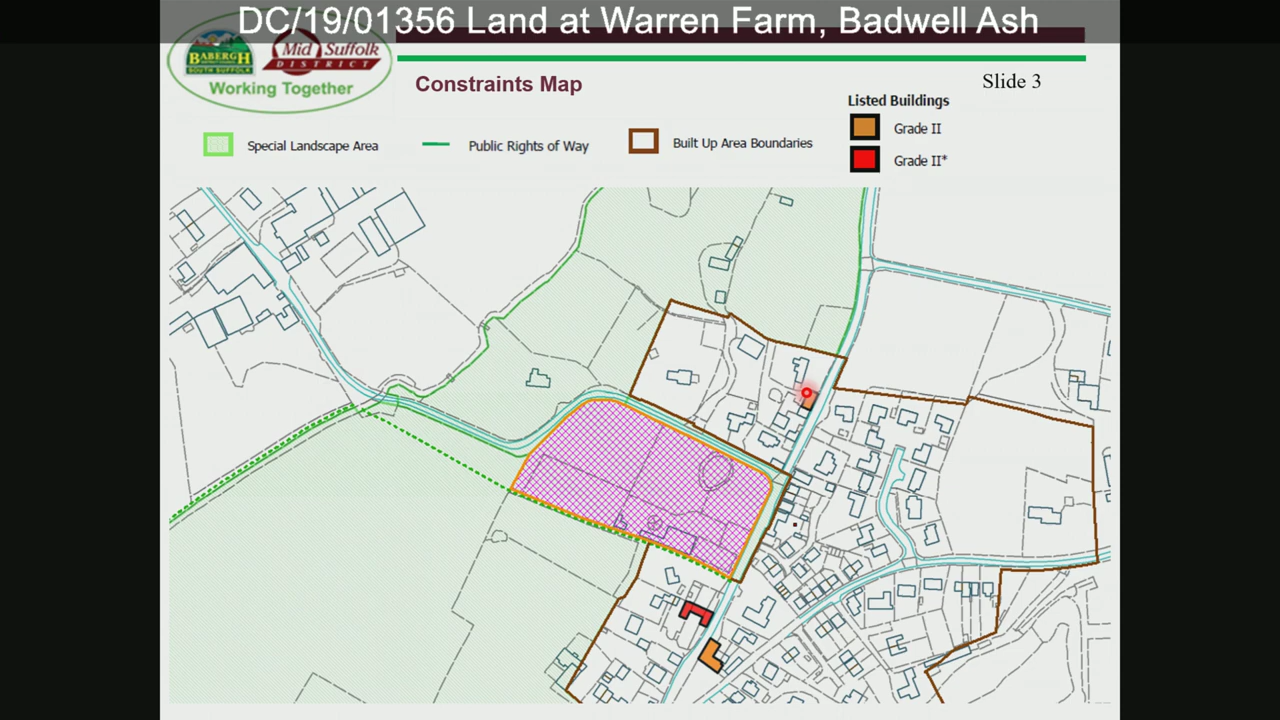 DC/19/01356 Land at Warren Farm, Badwell Ash
BABERGH
SOUTH SUFFOLK
Mid Suffolk
DISTRICT
Working Together
Constraints Map
Slide 3
Listed Buildings
Special Landscape Area
Public Rights of Way
Built Up Area Boundaries
Grade II
Grade II*